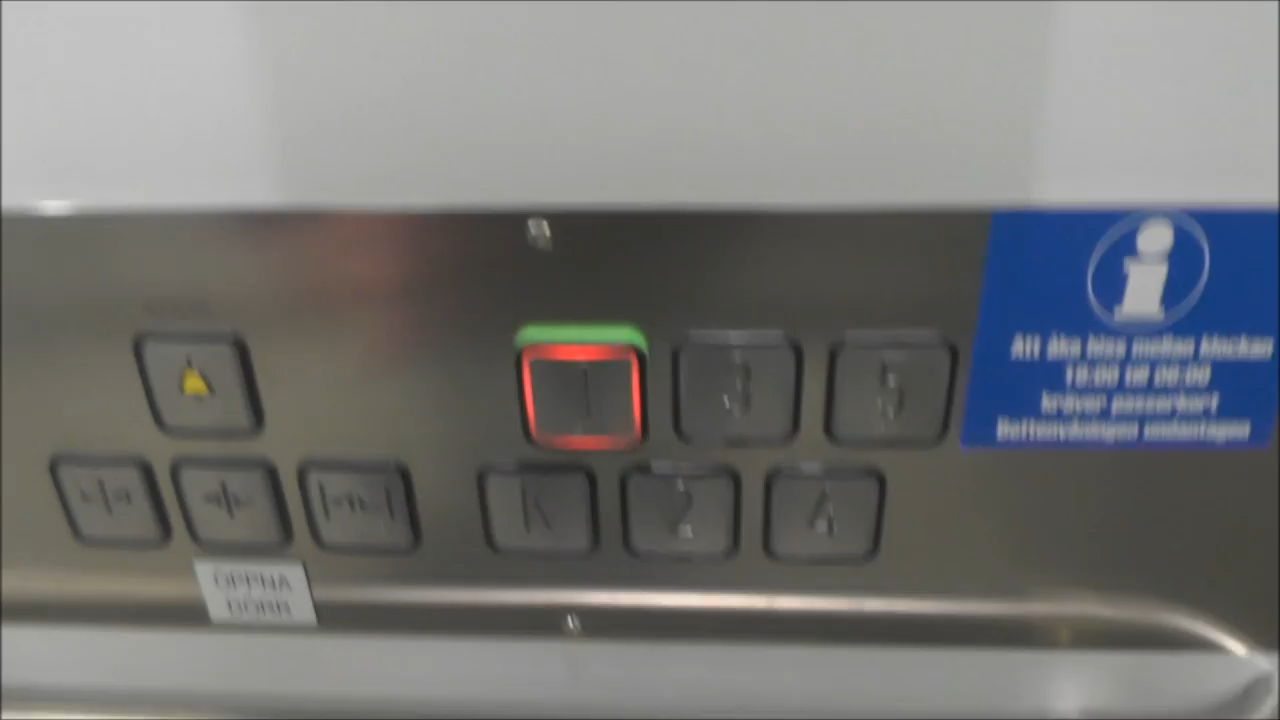 1
3
5
K
2
4
ÖPPNA
DÖRR
i
Att åka hiss mellan klockan
18:00 till 06:00
kräver passerkort
Bottenvåningen undantagen